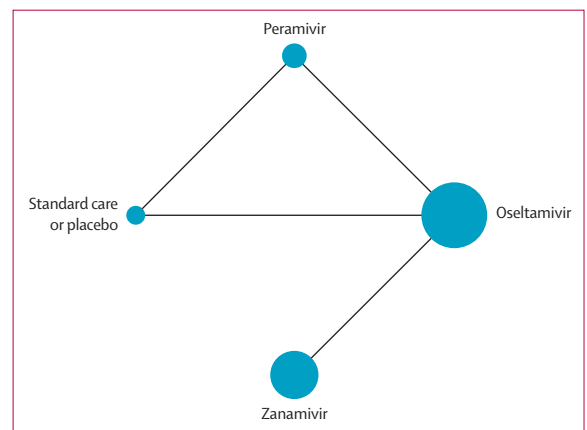 Peramivir
Standard care
or placebo
Oseltamivir
Zanamivir